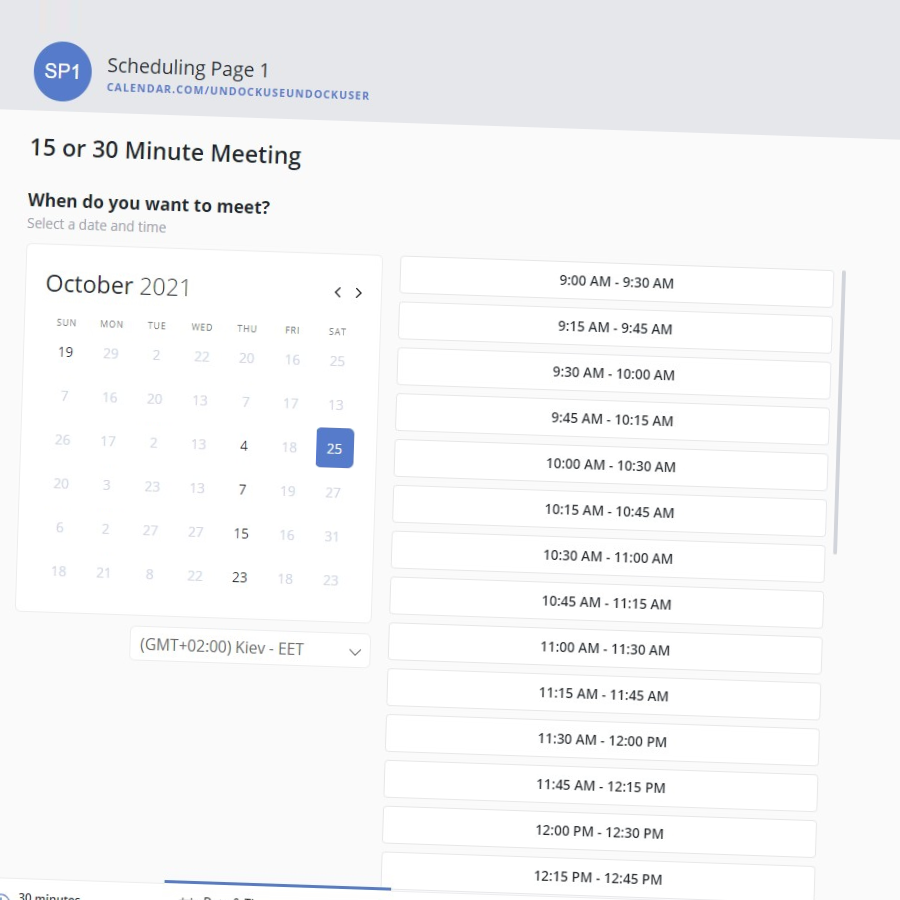 SP1
Scheduling Page 1
CALENDAR.COM/UNDOCKUSEUNDOCKUSER
15 or 30 Minute Meeting
When do you want to meet?
Select a date and time
October 2021
SUN MON TUE WED THU FRI SAT
19 29 2 22 20 16 25
7 16 20 13 7 17 13
26 17 2 13 4 18 25
20 3 23 13 7 19 27
6 2 27 27 15 16 31
18 21 8 22 23 18 23
(GMT+02:00) Kiev - EET
9:00 AM - 9:30 AM
9:15 AM - 9:45 AM
9:30 AM - 10:00 AM
9:45 AM - 10:15 AM
10:00 AM - 10:30 AM
10:15 AM - 10:45 AM
10:30 AM - 11:00 AM
10:45 AM - 11:15 AM
11:00 AM - 11:30 AM
11:15 AM - 11:45 AM
11:30 AM - 12:00 PM
11:45 AM - 12:15 PM
12:00 PM - 12:30 PM
12:15 PM - 12:45 PM
30 minutes